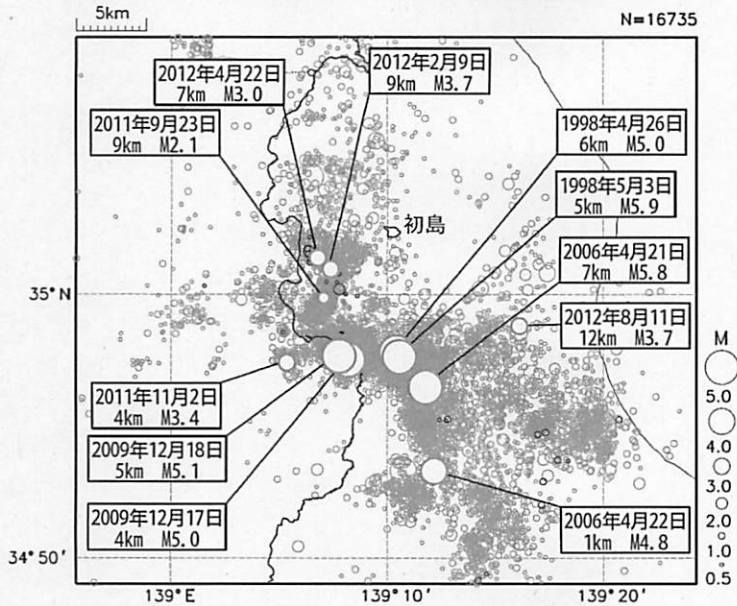 5km
N=16735
2012年4月22日
7km M3.0
2012年2月9日
9km M3.7
2011年9月23日
9km M2.1
1998年4月26日
6km M5.0
1998年5月3日
5km M5.9
初島
2006年4月21日
7km M5.8
35°N
2012年8月11日
12km M3.7
2011年11月2日
4km M3.4
2009年12月18日
5km M5.1
2009年12月17日
4km M5.0
2006年4月22日
1km M4.8
M
5.0
4.0
3.0
2.0
1.0
0.5
34°50'
139°E
139°10'
139°20'